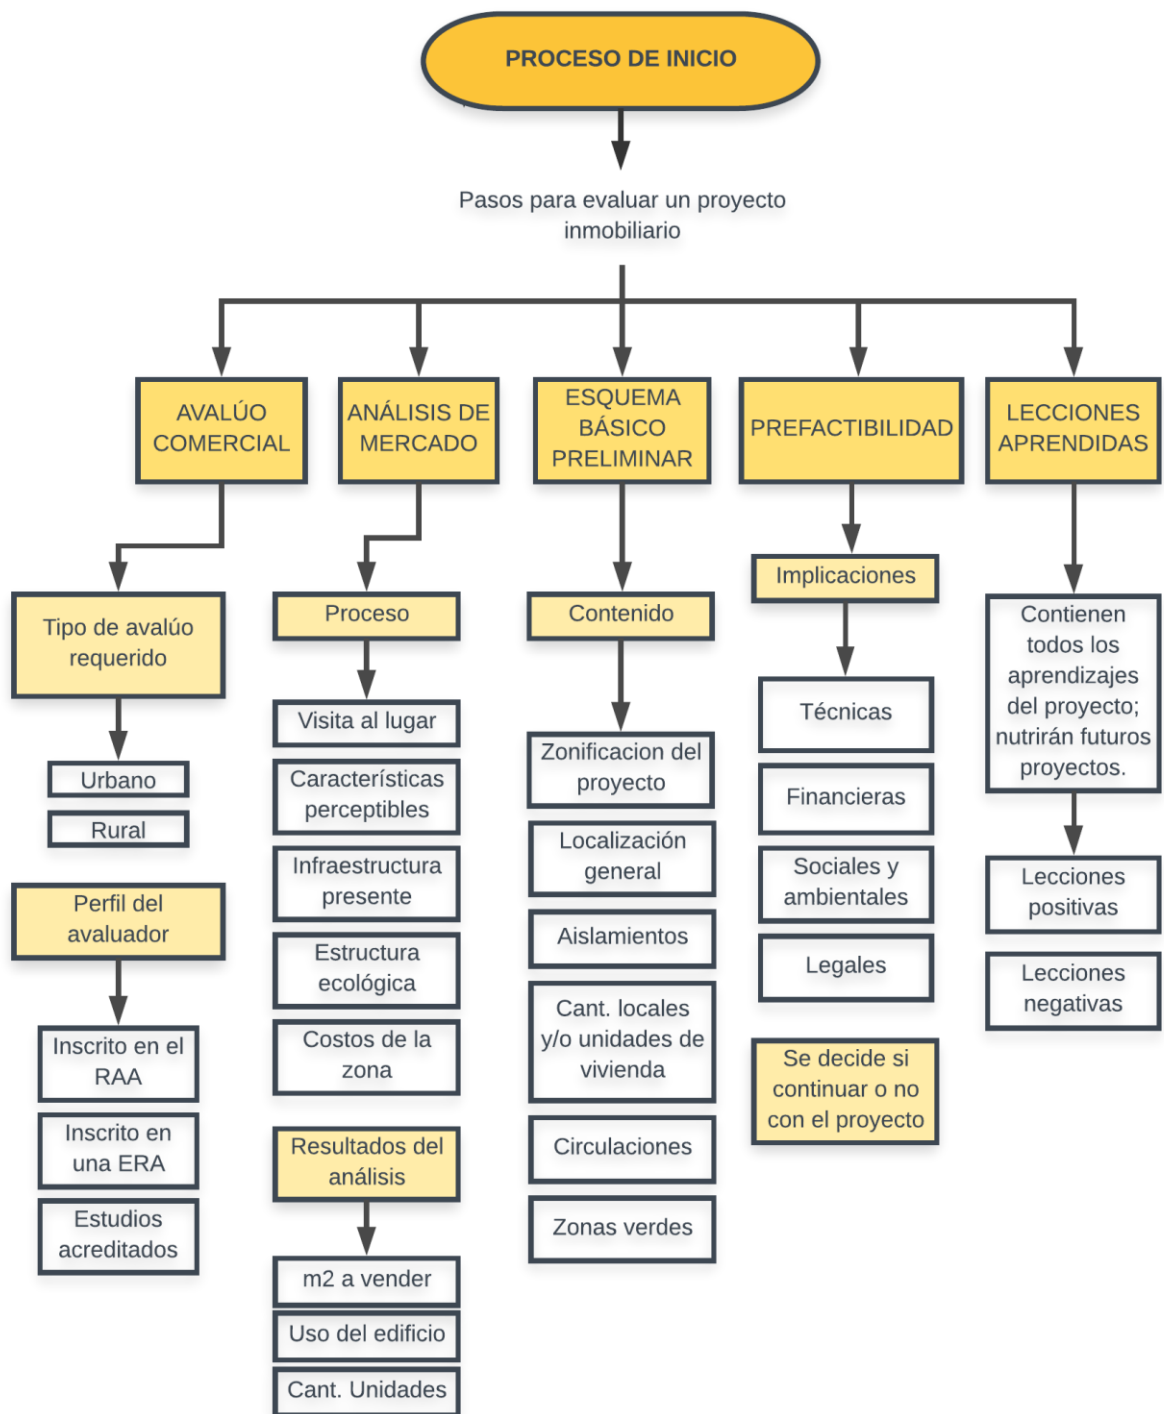 PROCESO DE INICIO
Pasos para evaluar un proyecto
inmobiliario
AVALÚO
COMERCIAL
Tipo de avalúo
requerido
Urbano
Rural
Perfil del
avaluador
Inscrito en el
RAA
Inscrito en
una ERA
Estudios
acreditados
ANÁLISIS DE
MERCADO
Proceso
Visita al lugar
Característícas
perceptibles
Infraestructura
presente
Estructura
ecológica
Costos de la
zona
Resultados del
análisis
m2 a vender
Uso del edificio
Cant. Unidades
ESQUEMA
BÁSICO
PRELIMINAR
Contenido
Zonificacion del
proyecto
Localización
general
Aislamientos
Cant. locales
y/o unidades de
vivienda
Circulaciones
Zonas verdes
PREFACTIBILIDAD
Implicaciones
Técnicas
Financieras
Sociales y
ambientales
Legales
Se decide si
continuar o no
con el proyecto
LECCIONES
APRENDIDAS
Contienen
todos los
aprendizajes
del proyecto;
nutrirán futuros
proyectos.
Lecciones
positivas
Lecciones
negativas